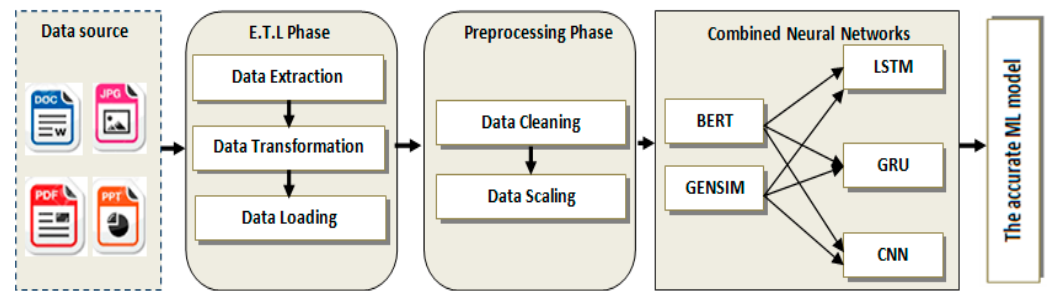 Data source
DOC
W
JPG
PDF
PPT
E.T.L Phase
Data Extraction
Data Transformation
Data Loading
Preprocessing Phase
Data Cleaning
Data Scaling
Combined Neural Networks
BERT
GENSIM
LSTM
GRU
CNN
The accurate ML model